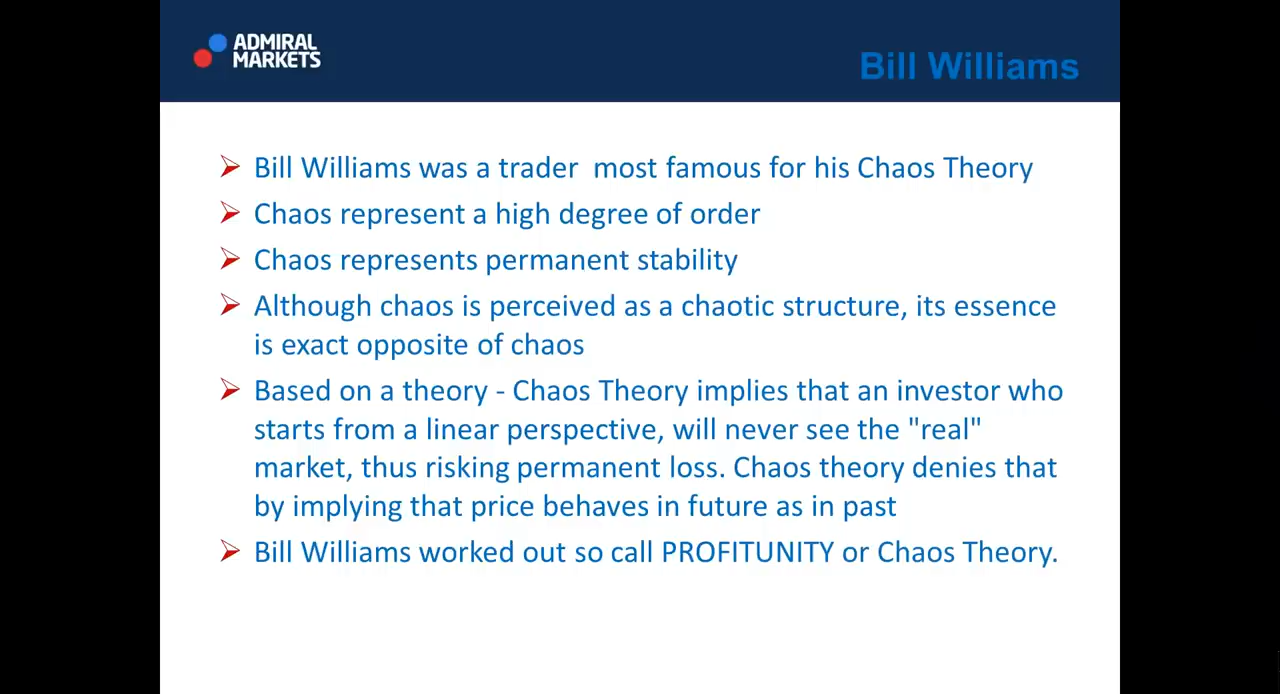 ADMIRAL
MARKETS
Bill Williams
Bill Williams was a trader  most famous for his Chaos Theory
Chaos represent a high degree of order
Chaos represents permanent stability
Although chaos is perceived as a chaotic structure, its essence
is exact opposite of chaos
Based on a theory - Chaos Theory implies that an investor who
starts from a linear perspective, will never see the "real"
market, thus risking permanent loss. Chaos theory denies that
by implying that price behaves in future as in past
Bill Williams worked out so call PROFITUNITY or Chaos Theory.